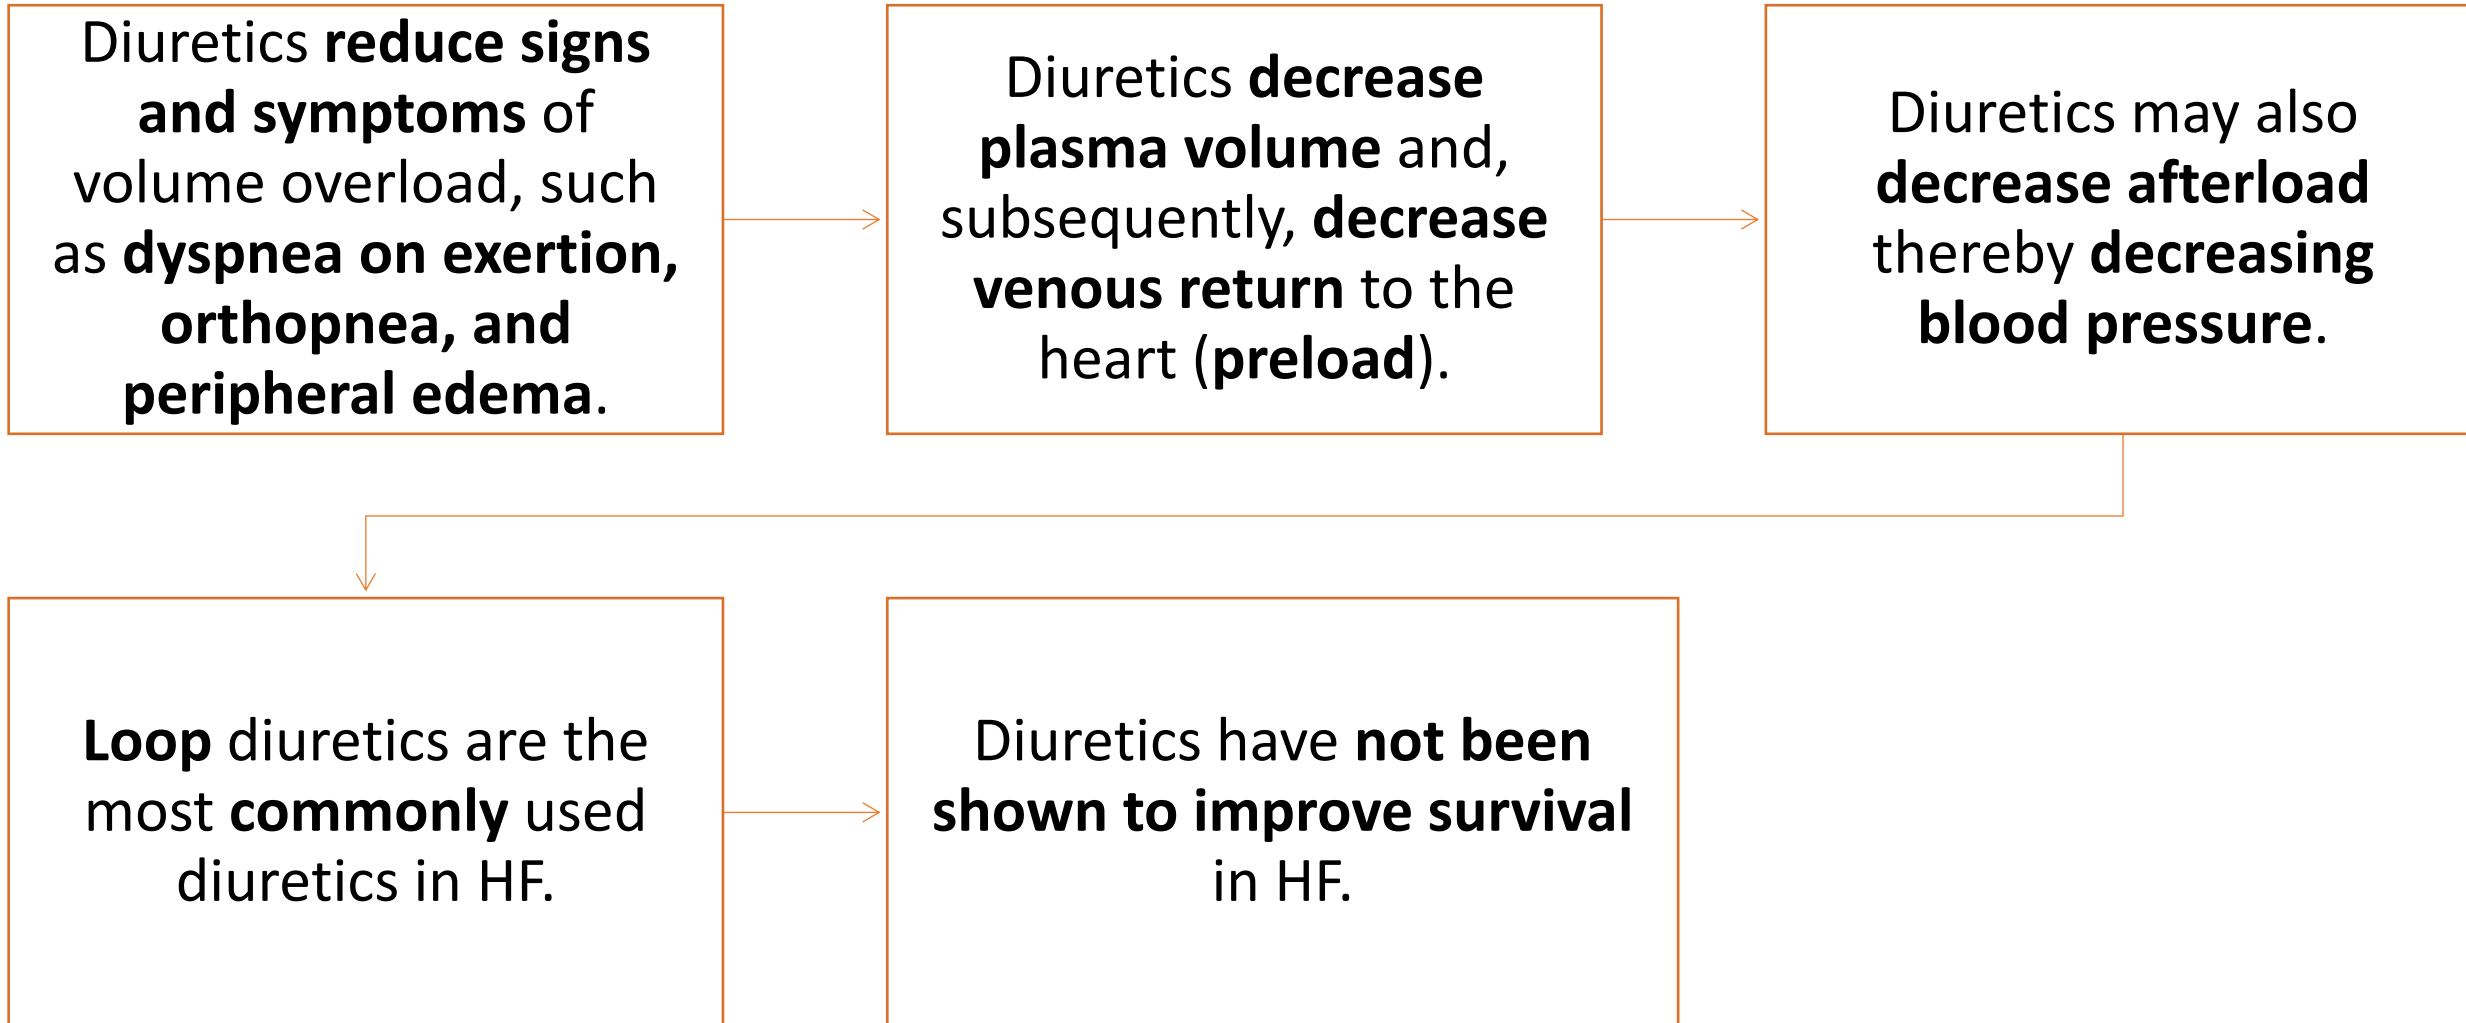 Diuretics reduce signs
and symptoms of
volume overload, such
as dyspnea on exertion,
orthopnea, and
peripheral edema.
Diuretics decrease
plasma volume and,
subsequently, decrease
venous return to the
heart (preload).
Diuretics may also
decrease afterload
thereby decreasing
blood pressure.
Loop diuretics are the
most commonly used
diuretics in HF.
Diuretics have not been
shown to improve survival
in HF.